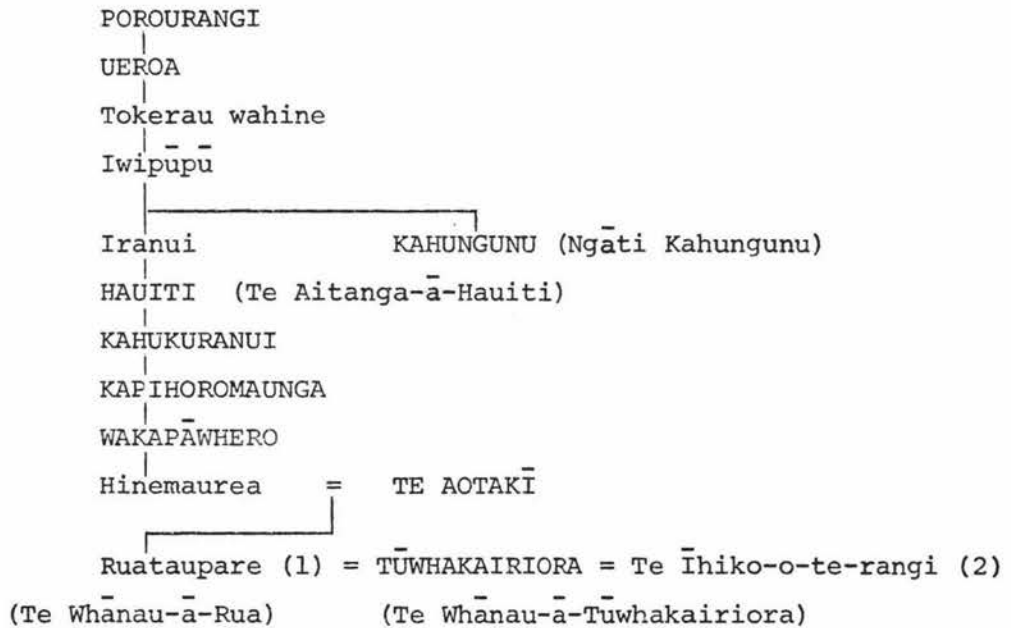 POROURANGI
UEROA
Tokerau wahine
Iwipūpū
Iranui KAHUNGUNU (Ngāti Kahungunu)
HAUITI (Te Aitanga-ā-Hauiti)
KAHUKURANUI
KAPIHOROMAUNGA
WAKAPĀWHERO
Hinemaurea = TE AOTAKĪ
Ruataupare (1) = TŪWHAKAIRIORA = Te Īhiko-o-te-rangi (2)
(Te Whānau-ā-Rua) (Te Whānau-ā-Tūwhakairiora)